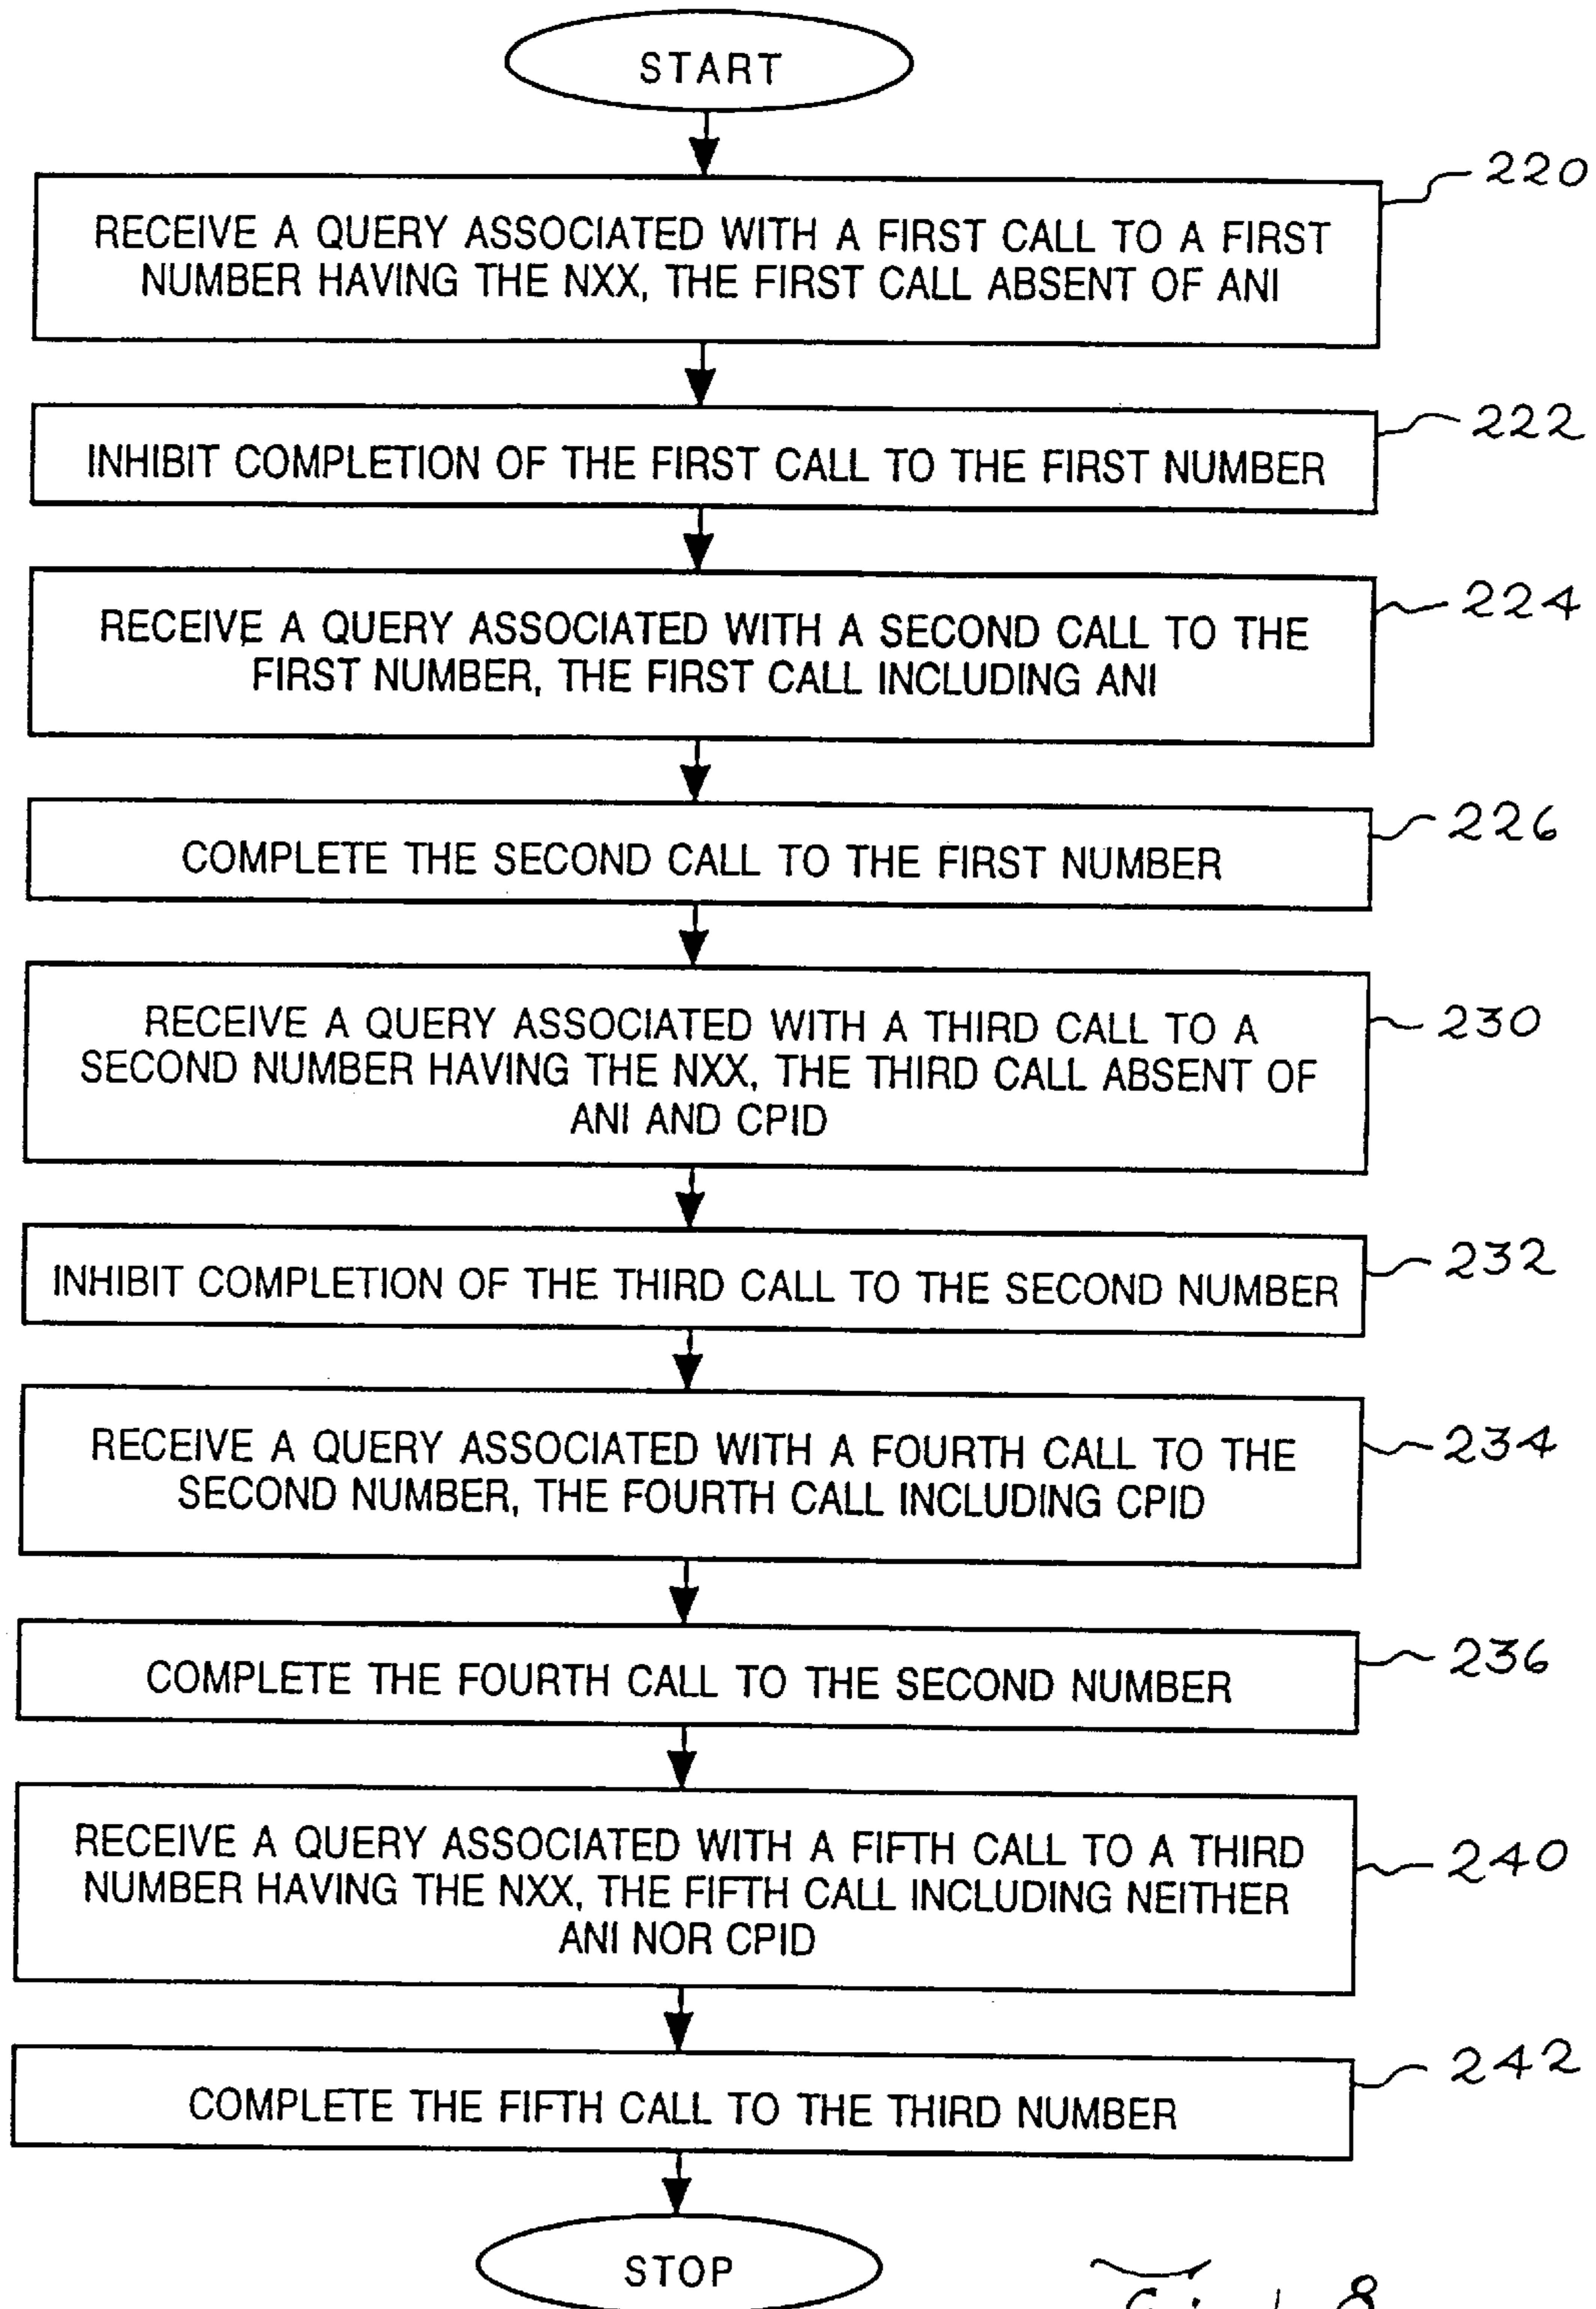 START
220
RECEIVE A QUERY ASSOCIATED WITH A FIRST CALL TO A FIRST
NUMBER HAVING THE NXX, THE FIRST CALL ABSENT OF ANI
222
INHIBIT COMPLETION OF THE FIRST CALL TO THE FIRST NUMBER
224
RECEIVE A QUERY ASSOCIATED WITH A SECOND CALL TO THE
FIRST NUMBER, THE FIRST CALL INCLUDING ANI
226
COMPLETE THE SECOND CALL TO THE FIRST NUMBER
230
RECEIVE A QUERY ASSOCIATED WITH A THIRD CALL TO A
SECOND NUMBER HAVING THE NXX, THE THIRD CALL ABSENT OF
ANI AND CPID
232
INHIBIT COMPLETION OF THE THIRD CALL TO THE SECOND NUMBER
234
RECEIVE A QUERY ASSOCIATED WITH A FOURTH CALL TO THE
SECOND NUMBER, THE FOURTH CALL INCLUDING CPID
236
COMPLETE THE FOURTH CALL TO THE SECOND NUMBER
240
RECEIVE A QUERY ASSOCIATED WITH A FIFTH CALL TO A THIRD
NUMBER HAVING THE NXX, THE FIFTH CALL INCLUDING NEITHER
ANI NOR CPID
242
COMPLETE THE FIFTH CALL TO THE THIRD NUMBER
STOP